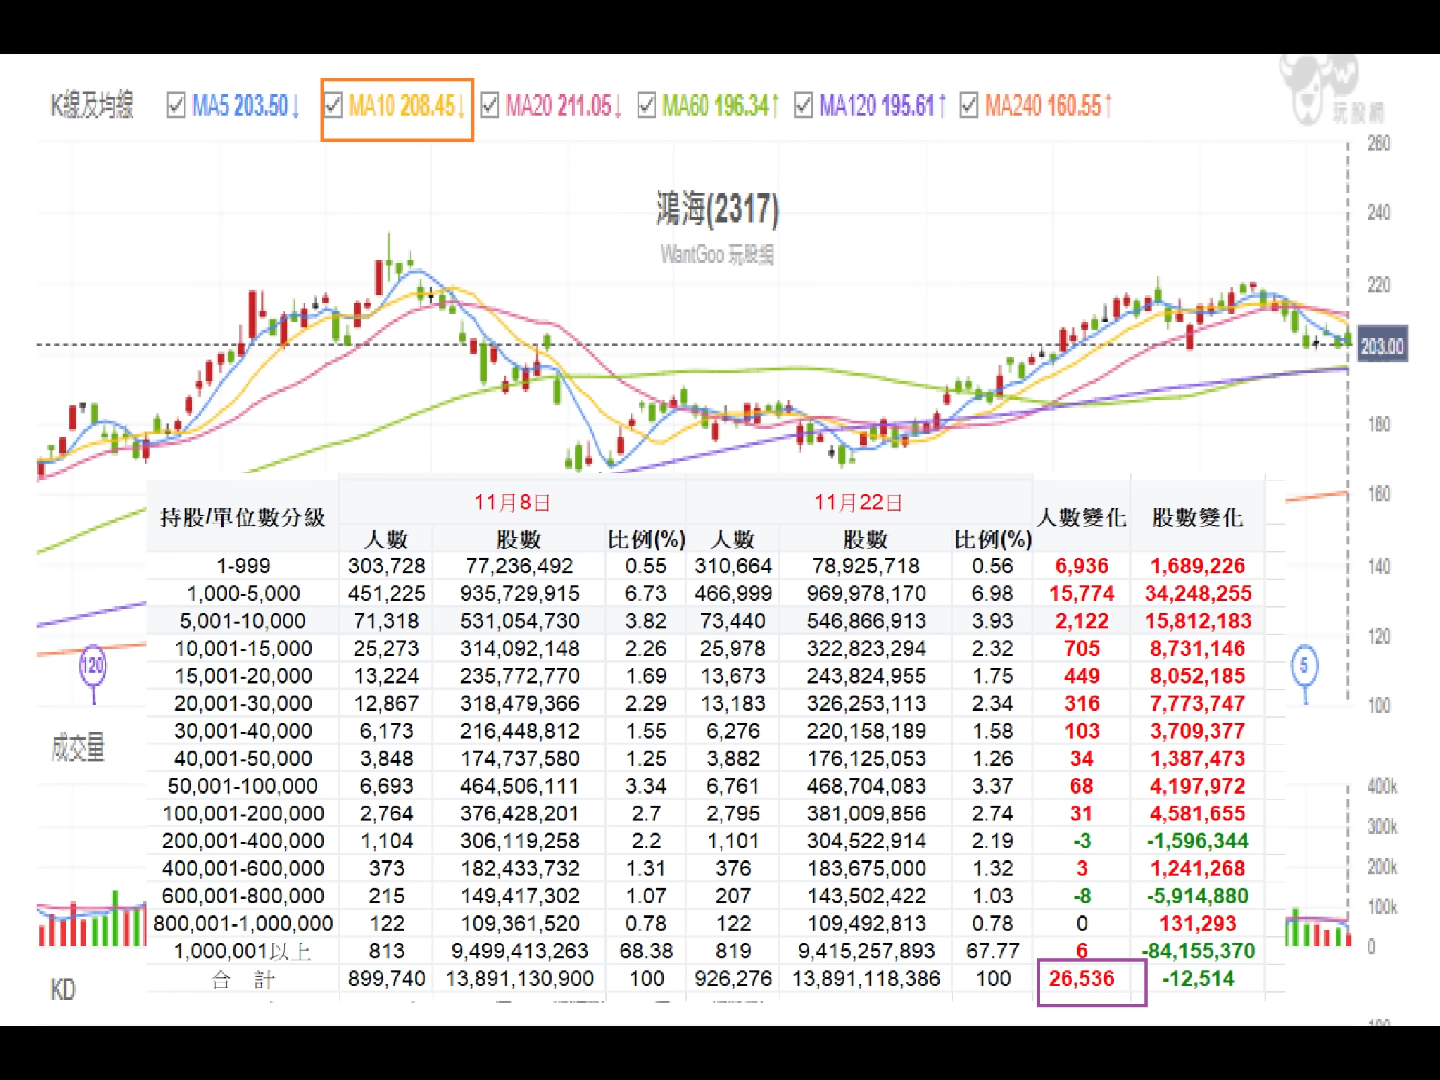 K線及均線 MA5 203.50↓ MA10 208.45↓ MA20 211.05↓ MA60 196.34↑ MA120 195.61↑ MA240 160.55↑
玩股網
260
鴻海(2317)
240
WantGoo 玩股網
220
203.00
180
160
持股/單位數分級 11月8日 11月22日 人數變化 股數變化
人數 股數 比例(%) 人數 股數 比例(%)
1-999 303,728 77,236,492 0.55 310,664 78,925,718 0.56 6,936 1,689,226
140
1,000-5,000 451,225 935,729,915 6.73 466,999 969,978,170 6.98 15,774 34,248,255
5,001-10,000 71,318 531,054,730 3.82 73,440 546,866,913 3.93 2,122 15,812,183
120
10,001-15,000 25,273 314,092,148 2.26 25,978 322,823,294 2.32 705 8,731,146
120
5
15,001-20,000 13,224 235,772,770 1.69 13,673 243,824,955 1.75 449 8,052,185
20,001-30,000 12,867 318,479,366 2.29 13,183 326,253,113 2.34 316 7,773,747
100
30,001-40,000 6,173 216,448,812 1.55 6,276 220,158,189 1.58 103 3,709,377
成交量
40,001-50,000 3,848 174,737,580 1.25 3,882 176,125,053 1.26 34 1,387,473
50,001-100,000 6,693 464,506,111 3.34 6,761 468,704,083 3.37 68 4,197,972
400k
100,001-200,000 2,764 376,428,201 2.7 2,795 381,009,856 2.74 31 4,581,655
300k
200,001-400,000 1,104 306,119,258 2.2 1,101 304,522,914 2.19 -3 -1,596,344
400,001-600,000 373 182,433,732 1.31 376 183,675,000 1.32 3 1,241,268
200k
600,001-800,000 215 149,417,302 1.07 207 143,502,422 1.03 -8 -5,914,880
100k
800,001-1,000,000 122 109,361,520 0.78 122 109,492,813 0.78 0 131,293
1,000,001以上 813 9,499,413,263 68.38 819 9,415,257,893 67.77 6 -84,155,370
0
合 計 899,740 13,891,130,900 100 926,276 13,891,118,386 100 26,536 -12,514
KD